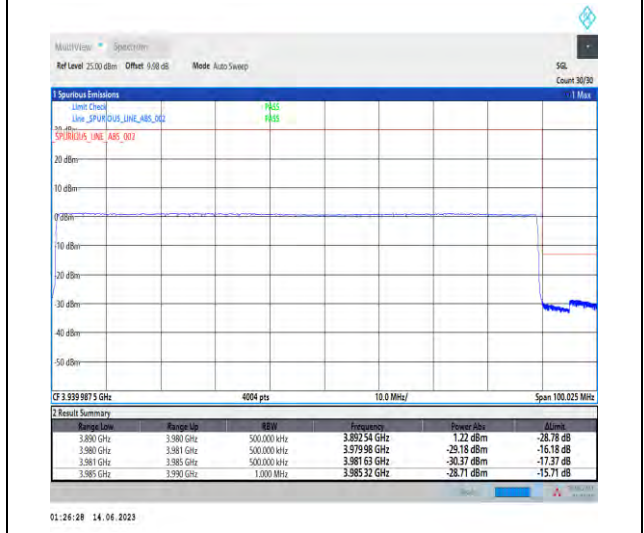 MultiView Spectrum
Ref Level 25.00 dBm Offset 9.98 dB Mode Auto Sweep SGL
Count 30/30
1 Spurious Emissions 1 Max
Limit Check PASS
Line _SPURIOUS_LINE_ABS_002 PASS
_SPURIOUS_LINE_ABS_002
20 dBm
10 dBm
0 dBm
-10 dBm
-20 dBm
-30 dBm
-40 dBm
-50 dBm
CF 3.939 987 5 GHz 4004 pts 10.0 MHz/ Span 100.025 MHz
2 Result Summary
Range Low Range Up RBW Frequency Power Abs ΔLimit
3.890 GHz 3.980 GHz 500.000 kHz 3.892 54 GHz 1.22 dBm -28.78 dB
3.980 GHz 3.981 GHz 500.000 kHz 3.979 98 GHz -29.18 dBm -16.18 dB
3.981 GHz 3.985 GHz 500.000 kHz 3.981 63 GHz -30.37 dBm -17.37 dB
3.985 GHz 3.990 GHz 1.000 MHz 3.985 32 GHz -28.71 dBm -15.71 dB
01:26:28 14.06.2023